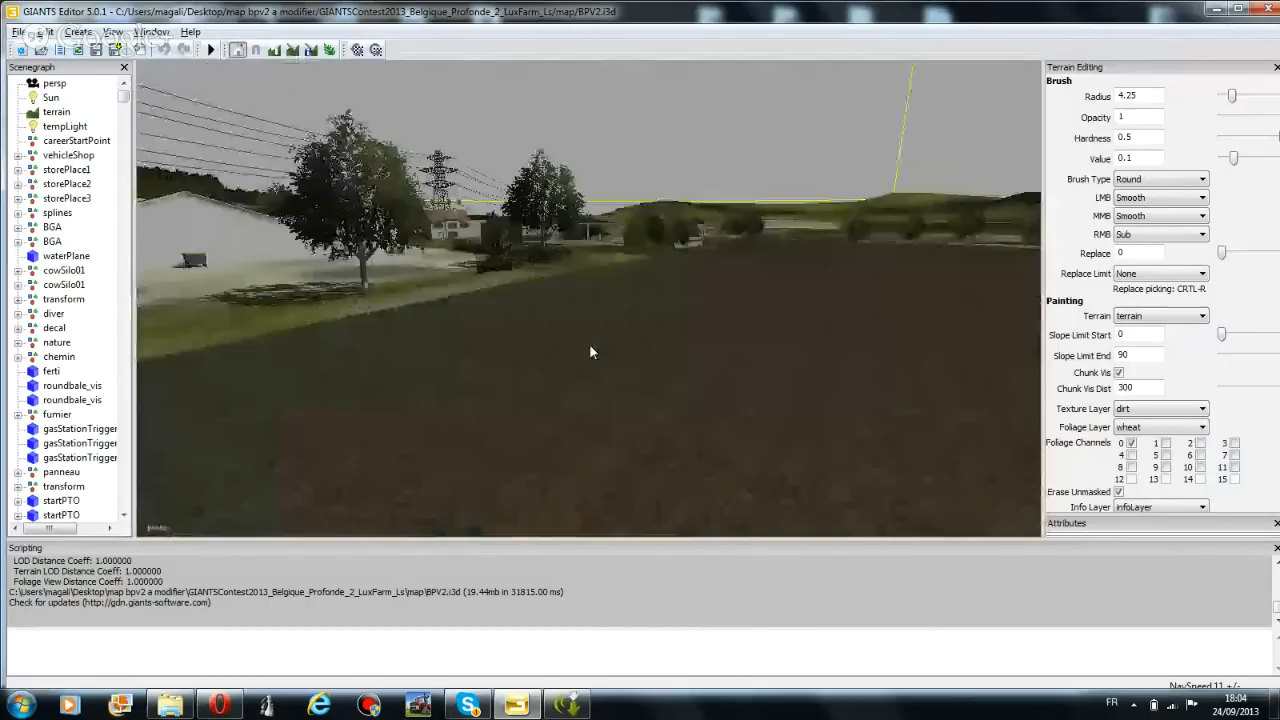 GIANTS Editor 5.0.1 - C:/Users/magali/Desktop/map bpv2 a modifier/GIANTSContest2013_Belgique_Profonde_2_LuxFarm_Ls/map/BPV2.i3d
File Edit Create View Window Help
Scenegraph
persp
Sun
terrain
tempLight
careerStartPoint
vehicleShop
storePlace1
storePlace2
storePlace3
splines
BGA
BGA
waterPlane
cowSilo01
cowSilo01
transform
diver
decal
nature
chemin
ferti
roundbale_vis
roundbale_vis
fumier
gasStationTrigger
gasStationTrigger
gasStationTrigger
panneau
transform
startPTO
startPTO
persp
Terrain Editing
Brush
Radius 4.25
Opacity 1
Hardness 0.5
Value 0.1
Brush Type Round
LMB Smooth
MMB Smooth
RMB Sub
Replace 0
Replace Limit None
Replace picking: CRTL-R
Painting
Terrain terrain
Slope Limit Start 0
Slope Limit End 90
Chunk Vis
Chunk Vis Dist 300
Texture Layer dirt
Foliage Layer wheat
Foliage Channels 0 1 2 3
4 5 6 7
8 9 10 11
12 13 14 15
Erase Unmasked
Info Layer infoLayer
Attributes
Scripting
LOD Distance Coeff: 1.000000
Terrain LOD Distance Coeff: 1.000000
Foliage View Distance Coeff: 1.000000
C:\Users\magali\Desktop\map bpv2 a modifier\GIANTSContest2013_Belgique_Profonde_2_LuxFarm_Ls\map\BPV2.i3d (19.44mb in 31815.00 ms)
Check for updates (http://gdn.giants-software.com)
NavSpeed 11 +/-
FR
18:04
24/09/2013